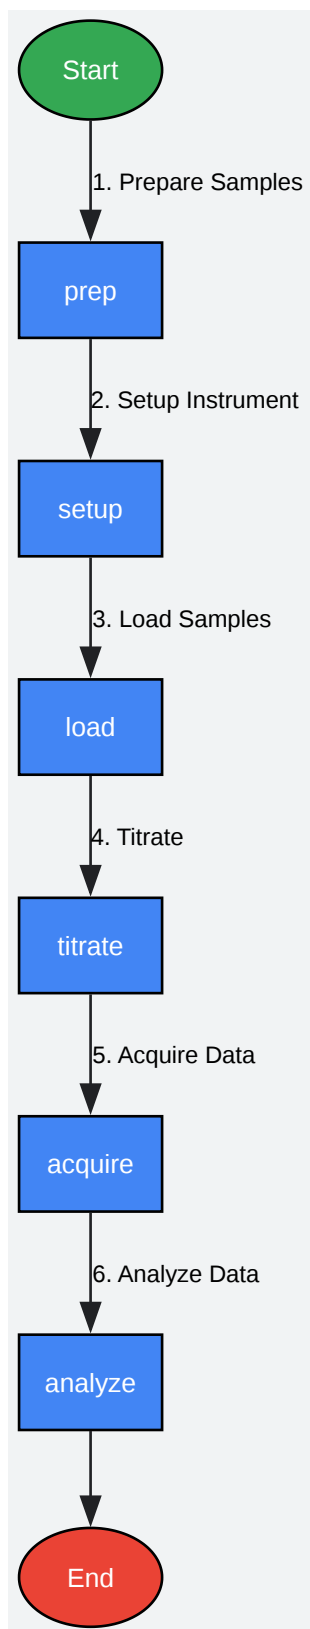 Start
1. Prepare Samples
prep
2. Setup Instrument
setup
3. Load Samples
load
4. Titrate
titrate
5. Acquire Data
acquire
6. Analyze Data
analyze
End